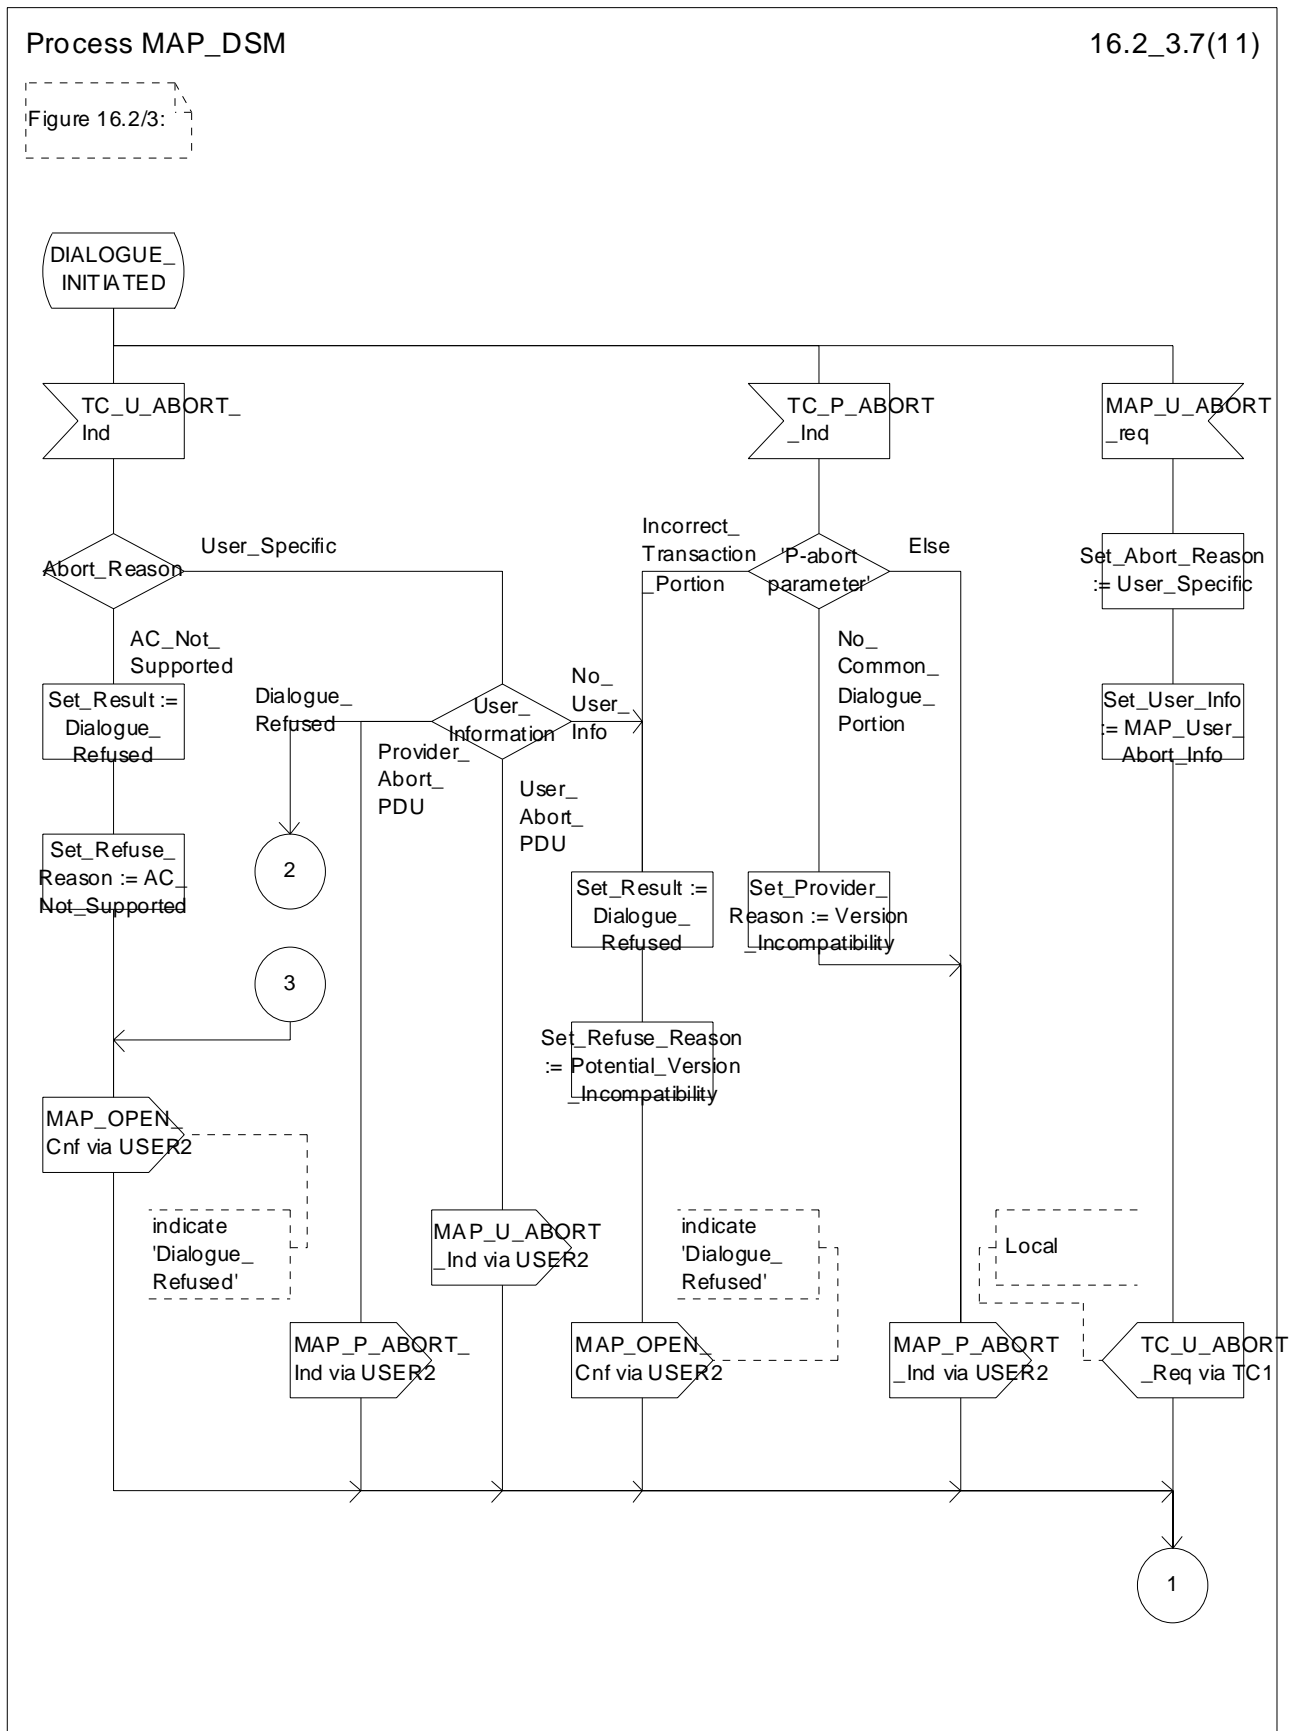 Process MAP_DSM
16.2_3.7(11)
Figure 16.2/3:
DIALOGUE_
INITIATED
TC_U_ABORT_
Ind
TC_P_ABORT
_Ind
MAP_U_ABORT
_req
Abort_Reason
User_Specific
Incorrect_
Transaction
_Portion
'P-abort
parameter'
Else
Set_Abort_Reason
:= User_Specific
AC_Not_
Supported
No_
Common_
Dialogue_
Portion
Set_Result :=
Dialogue_
Refused
Dialogue_
Refused
User_
Information
No_
User_
Info
Set_User_Info
:= MAP_User_
Abort_Info
Provider_
Abort_
PDU
User_
Abort_
PDU
Set_Refuse_
Reason := AC_
Not_Supported
2
Set_Result :=
Dialogue_
Refused
Set_Provider_
Reason := Version
_Incompatibility
3
Set_Refuse_Reason
:= Potential_Version
_Incompatibility
MAP_OPEN_
Cnf via USER2
indicate
'Dialogue_
Refused'
MAP_U_ABORT
_Ind via USER2
indicate
'Dialogue_
Refused'
Local
MAP_P_ABORT_
Ind via USER2
MAP_OPEN_
Cnf via USER2
MAP_P_ABORT
_Ind via USER2
TC_U_ABORT
_Req via TC1
1